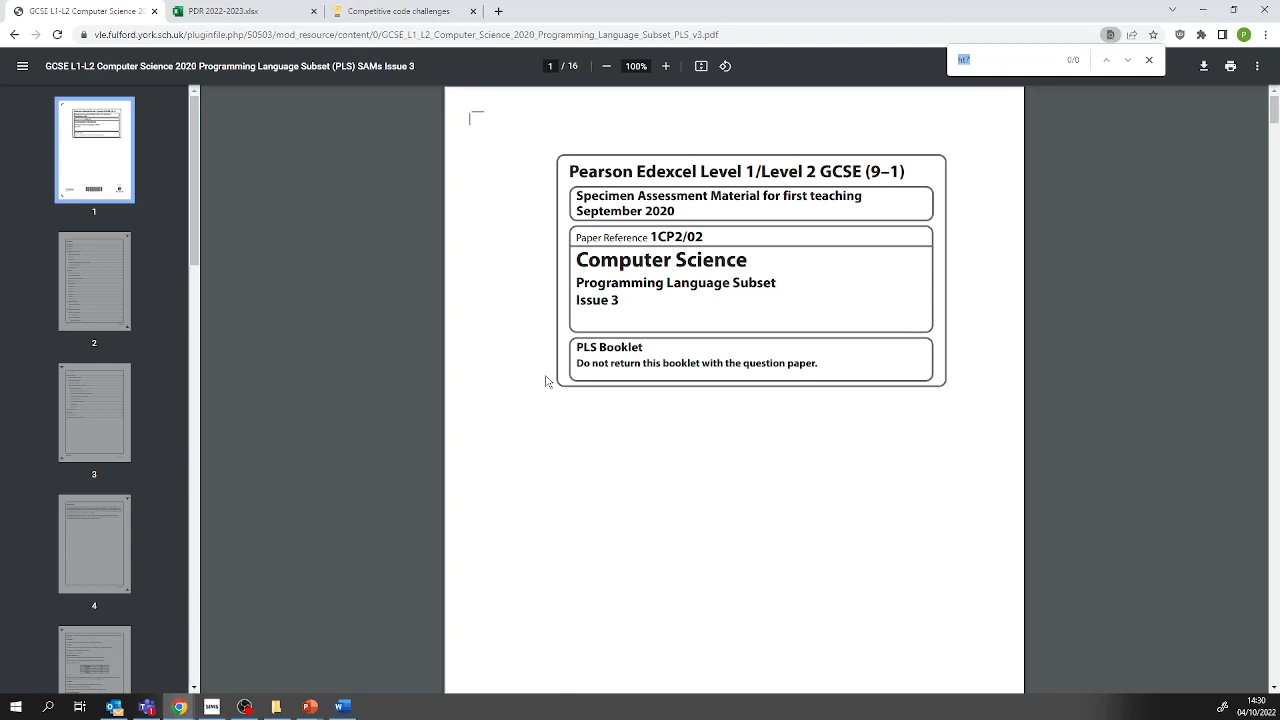 GCSE L1-L2 Computer Science 2
PDR 2022-2023.xlsx
Competitive code challenges
vle.fulford.york.sch.uk/pluginfile.php/50503/mod_resource/content/0/GCSE_L1_L2_Computer_Science_2020_Programming_Language_Subset_PLS_v3.pdf
ht7
0/0
GCSE L1-L2 Computer Science 2020 Programming Language Subset (PLS) SAMs Issue 3
1 / 16
100%
Pearson Edexcel Level 1/Level 2 GCSE (9–1)
Specimen Assessment Material for first teaching
September 2020
Paper Reference 1CP2/02
Computer Science
Programming Language Subset
Issue 3
PLS Booklet
Do not return this booklet with the question paper.
1
2
3
4
SIMS
14:30
04/10/2022